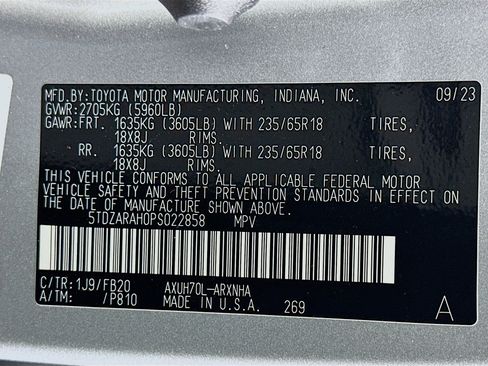 MFD.BY: TOYOTA MOTOR MANUFACTURING, INDIANA, INC. 09/23
GVWR: 2705KG (5960LB)
GAWR: FRT. 1635KG (3605LB) WITH 235/65R18 TIRES,
18X8J RIMS.
RR. 1635KG (3605LB) WITH 235/65R18 TIRES,
18X8J RIMS.
THIS VEHICLE CONFORMS TO ALL APPLICABLE FEDERAL MOTOR
VEHICLE SAFETY AND THEFT PREVENTION STANDARDS IN EFFECT ON
THE DATE OF MANUFACTURE SHOWN ABOVE.
5TDZARAH0PS022858 MPV
C/TR: 1J9/FB20 AXUH70L-ARXNHA
A/TM: /P810 MADE IN U.S.A. 269 A